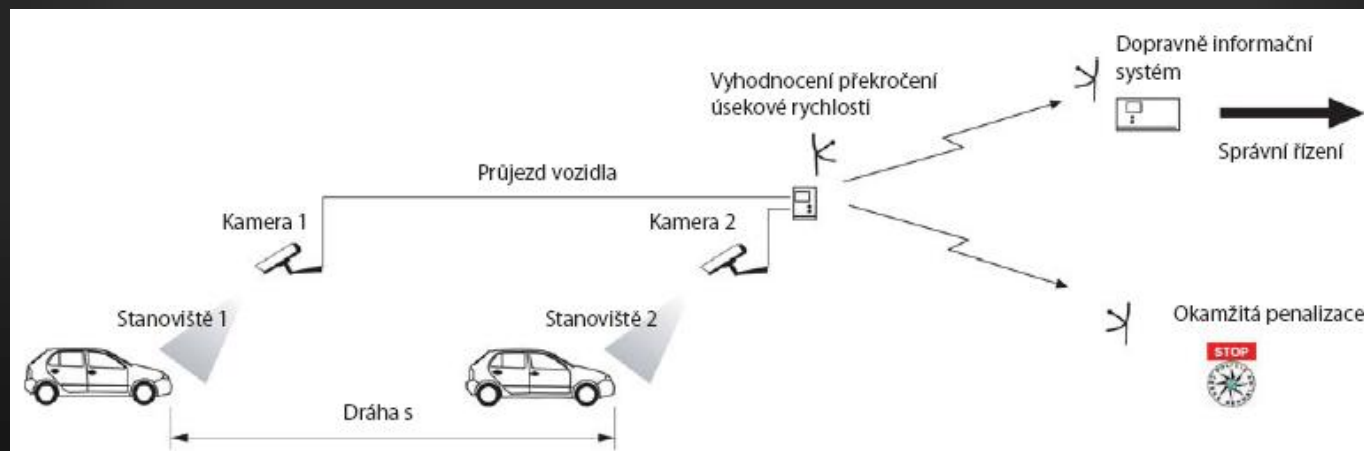 Dopravně informační
systém
Vyhodnocení překročení
úsekové rychlosti
Správní řízení
Průjezd vozidla
Kamera 1
Kamera 2
Stanoviště 1
Stanoviště 2
Okamžitá penalizace
STOP
Dráha s